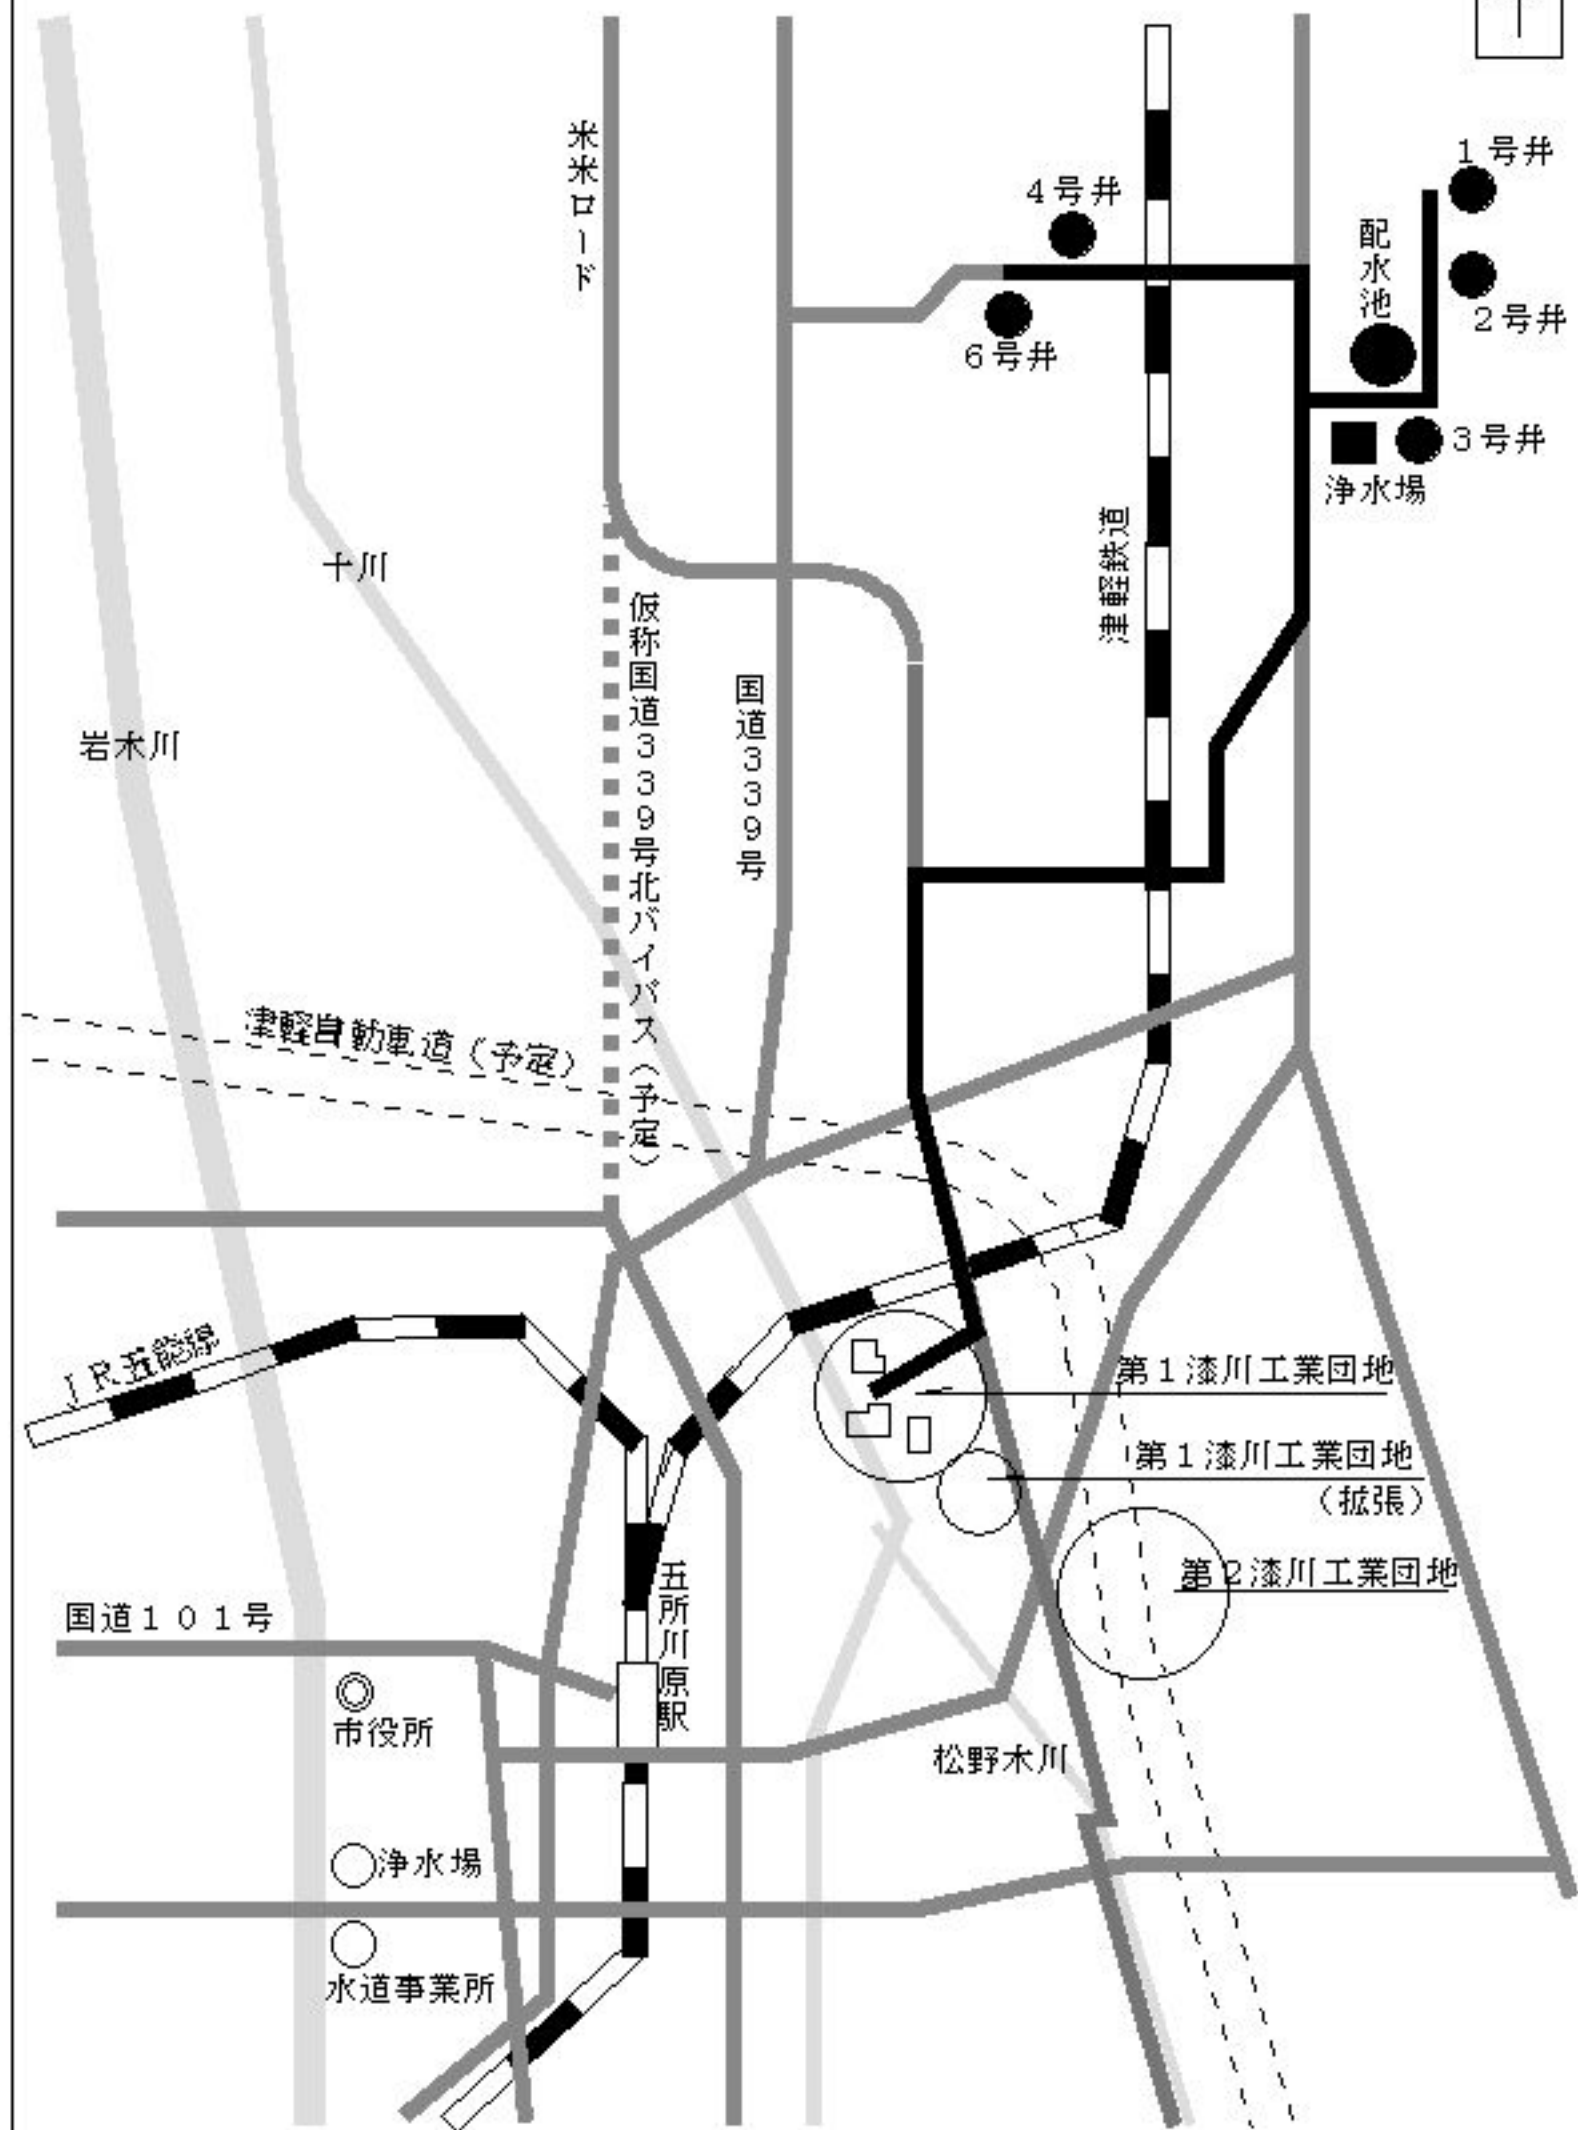 １号井
４号井
米米ロード
配水池
２号井
６号井
３号井
浄水場
津軽鉄道
十川
仮称国道３３９号北バイパス（予定）
国道３３９号
岩木川
津軽自動車道（予定）
ＪＲ五能線
第１漆川工業団地
第１漆川工業団地
（拡張）
第２漆川工業団地
五所川原駅
国道１０１号
市役所
松野木川
浄水場
水道事業所